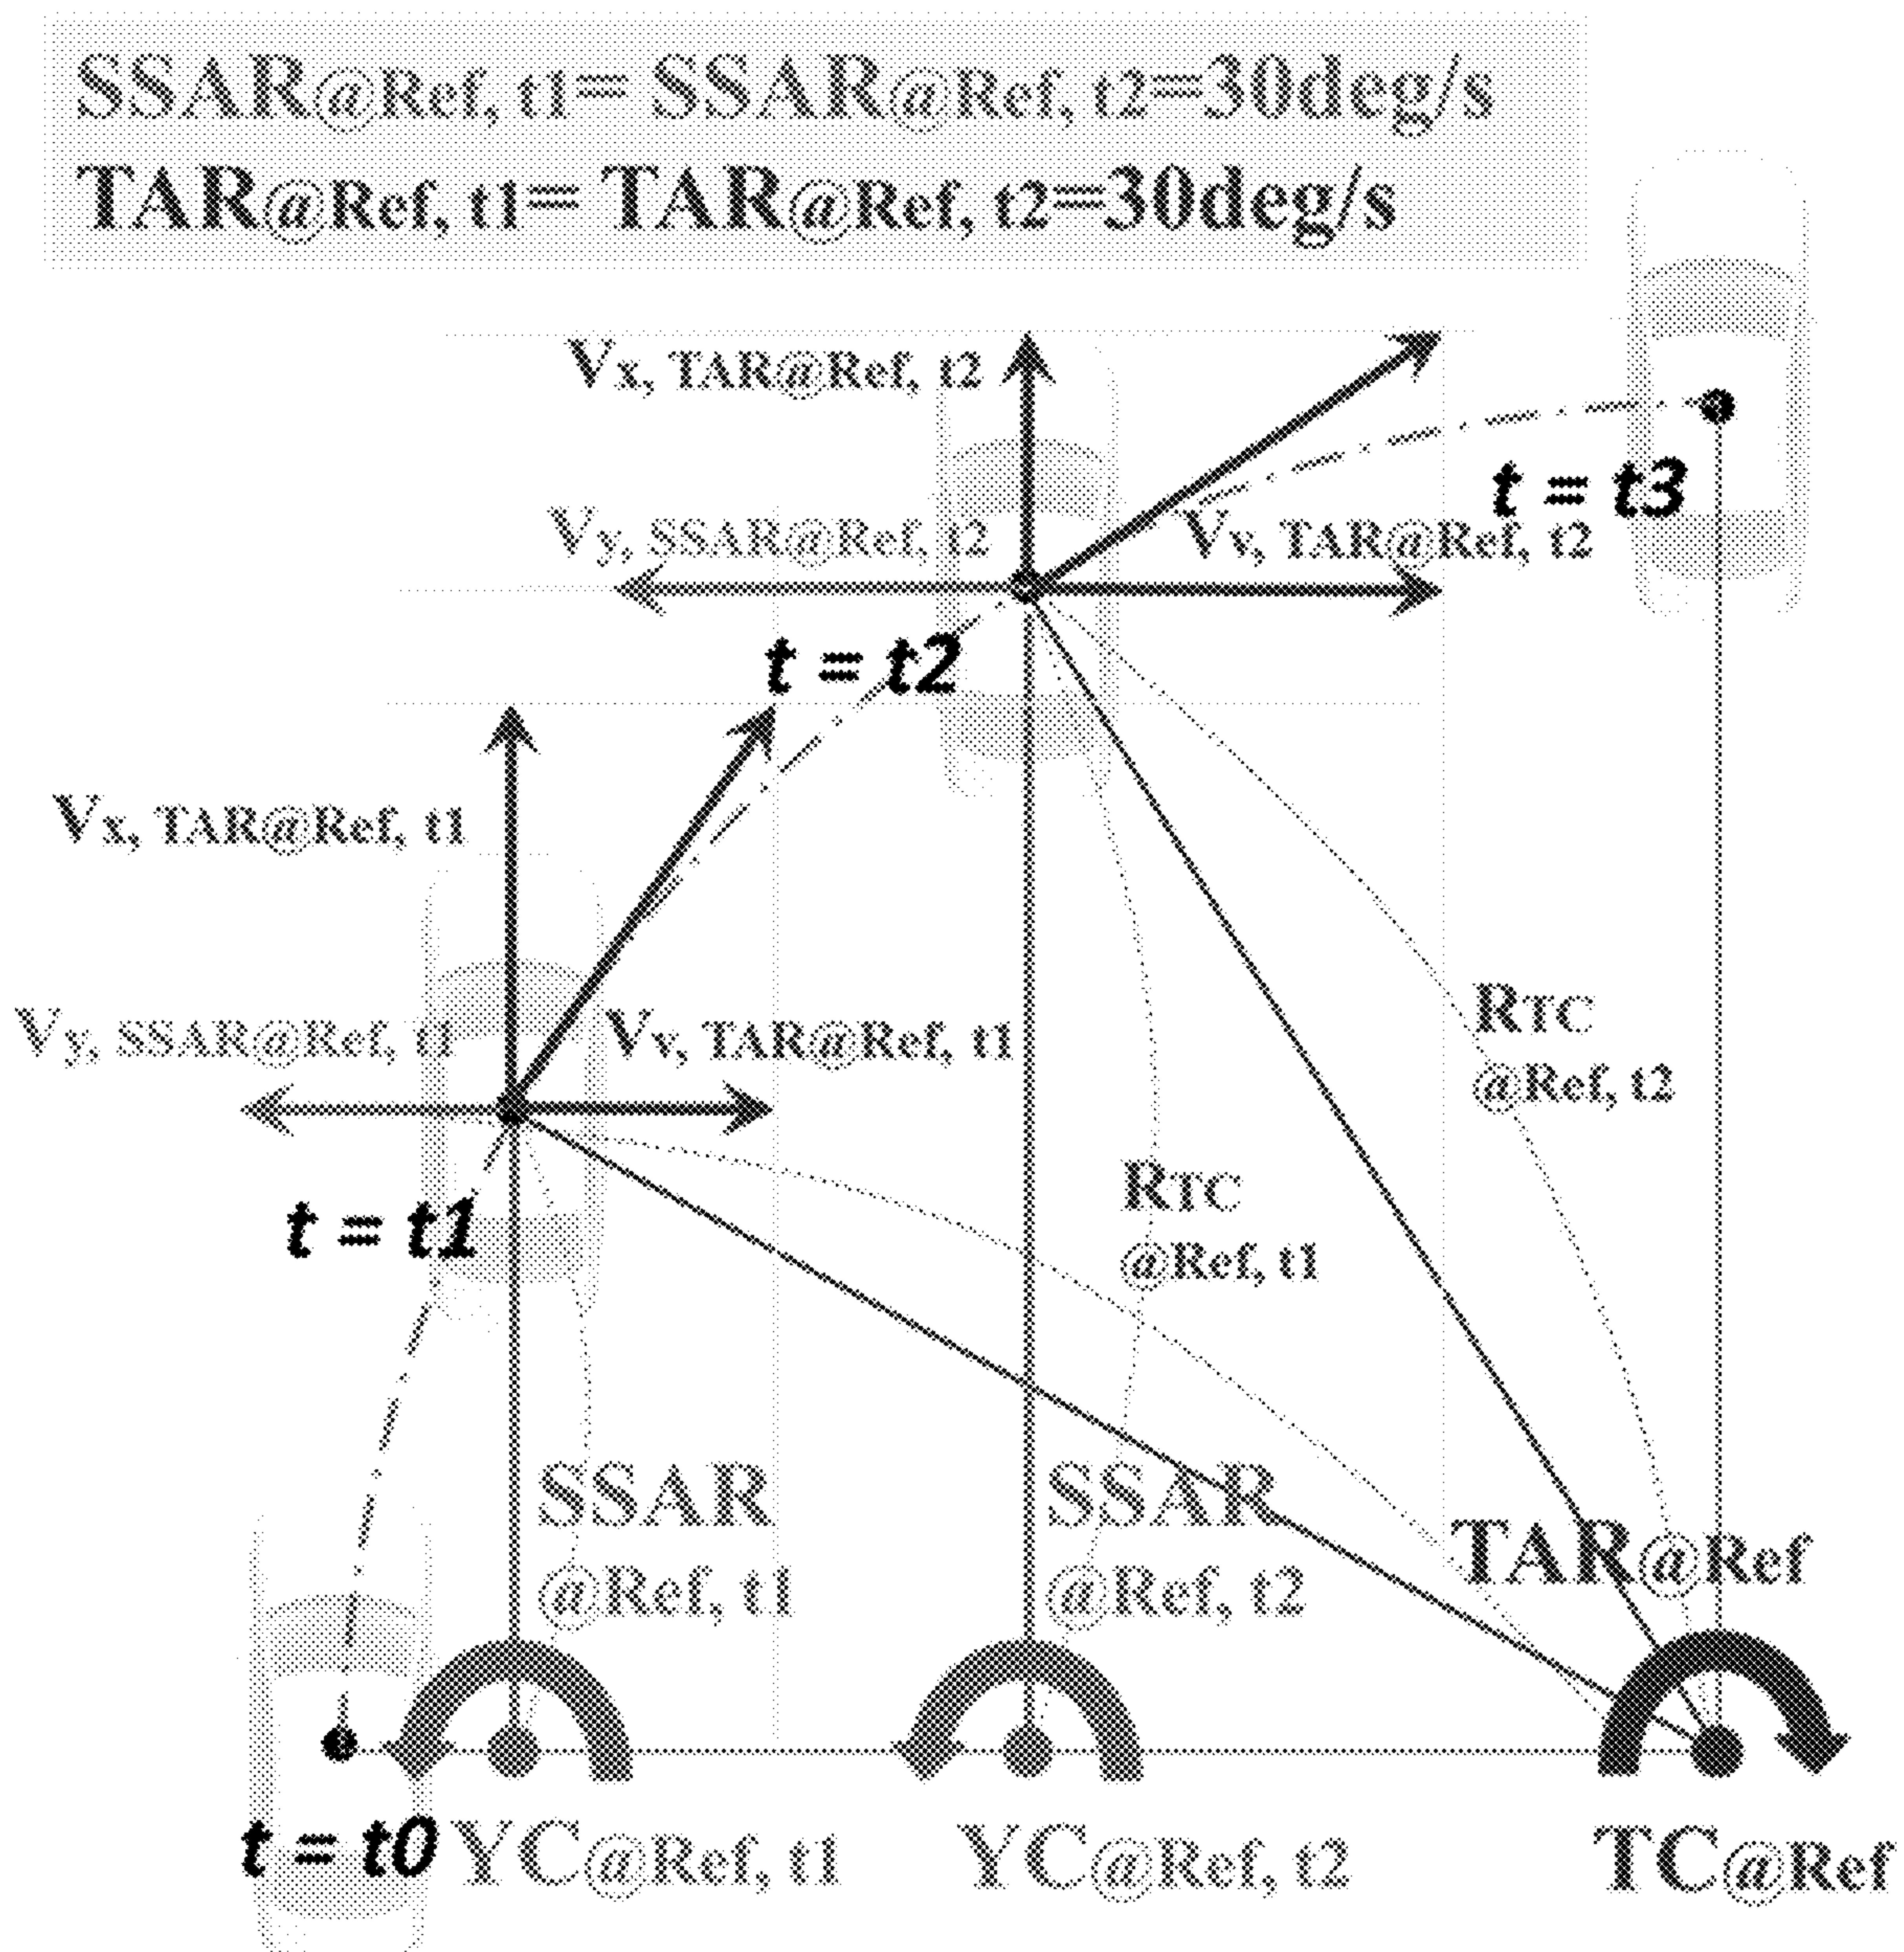 SSAR@Ref, t1= SSAR@Ref, t2=30deg/s
TAR@Ref, t1= TAR@Ref, t2=30deg/s
Vx, TAR@Ref, t2
t = t3
Vy, SSAR@Ref, t2
Vy, TAR@Ref, t2
t = t2
Vx, TAR@Ref, t1
Vy, SSAR@Ref, t1
Vy, TAR@Ref, t1
RTC
@Ref, t2
RTC
@Ref, t1
t = t1
SSAR
@Ref, t1
SSAR
@Ref, t2
TAR@Ref
t = t0
YC@Ref, t1
YC@Ref, t2
TC@Ref